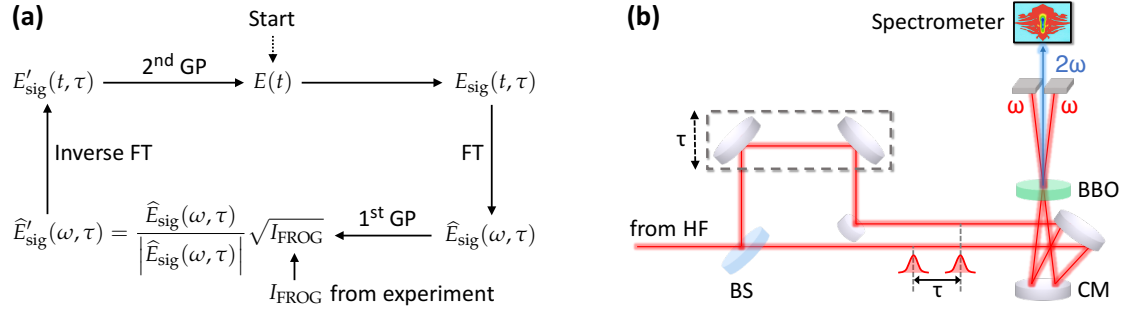 (a)
Start
E′sig(t, τ)
2nd GP
E(t)
Esig(t, τ)
Inverse FT
FT
Ê′sig(ω, τ) = Êsig(ω, τ) / |Êsig(ω, τ)| √IFROG
1st GP
Êsig(ω, τ)
IFROG from experiment
(b)
Spectrometer
2ω
ω
ω
τ
BBO
from HF
BS
τ
CM